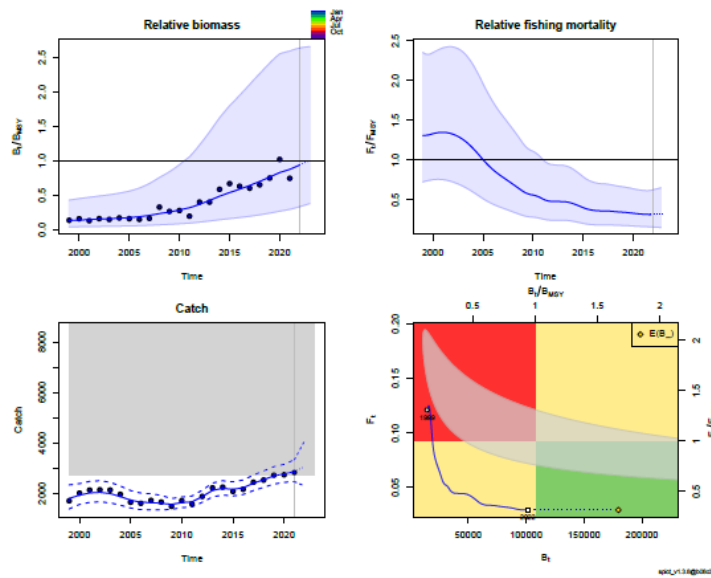 Relative biomass
Jan
Apr
Jul
Oct
Bt/BMSY
0.0 0.5 1.0 1.5 2.0 2.5
2000 2005 2010 2015 2020
Time
Relative fishing mortality
Ft/FMSY
0.5 1.0 1.5 2.0 2.5
2000 2005 2010 2015 2020
Time
Catch
Catch
2000 4000 6000 8000
2000 2005 2010 2015 2020
Time
Bt/BMSY
0.5 1.0 1.5 2.0
E(B∞)
Ft
0.05 0.10 0.15 0.20
0.5 1 1.5 2
1999
2022
50000 100000 150000 200000
Bt